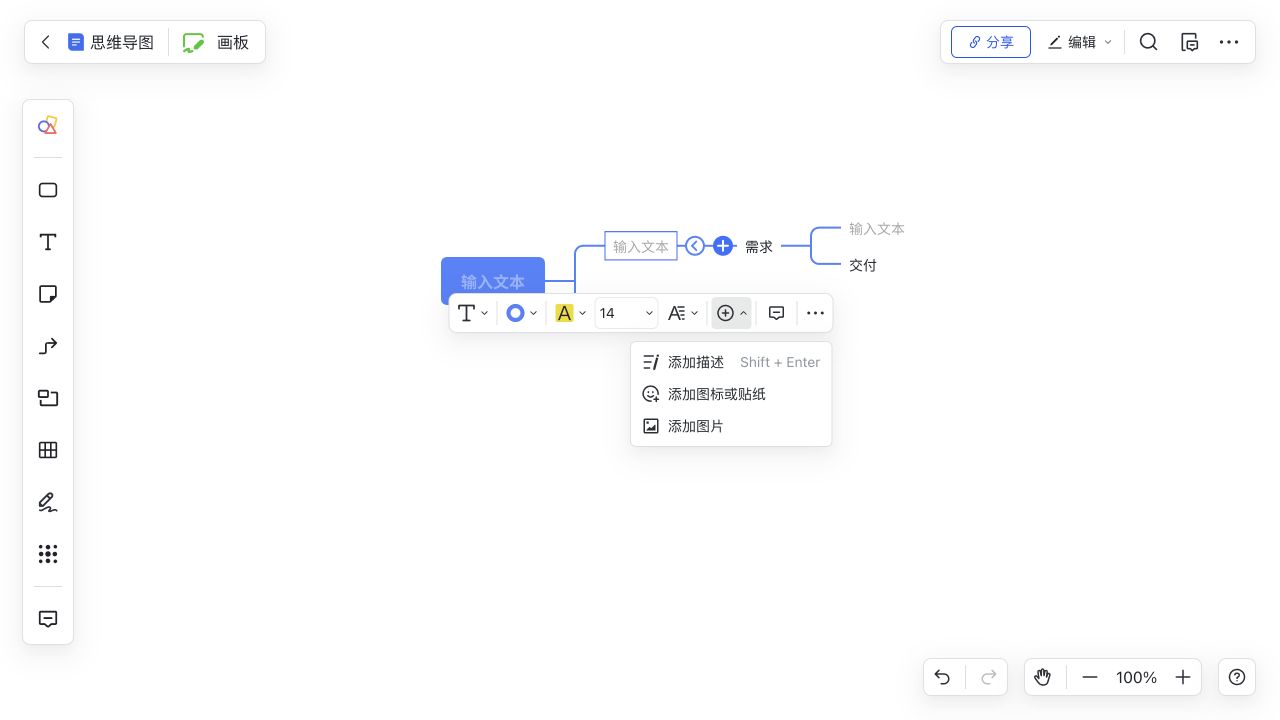 思维导图
画板
分享
编辑
输入文本
输入文本
需求
交付
输入文本
T
A
14
A
添加描述 Shift + Enter
添加图标或贴纸
添加图片
T
100%